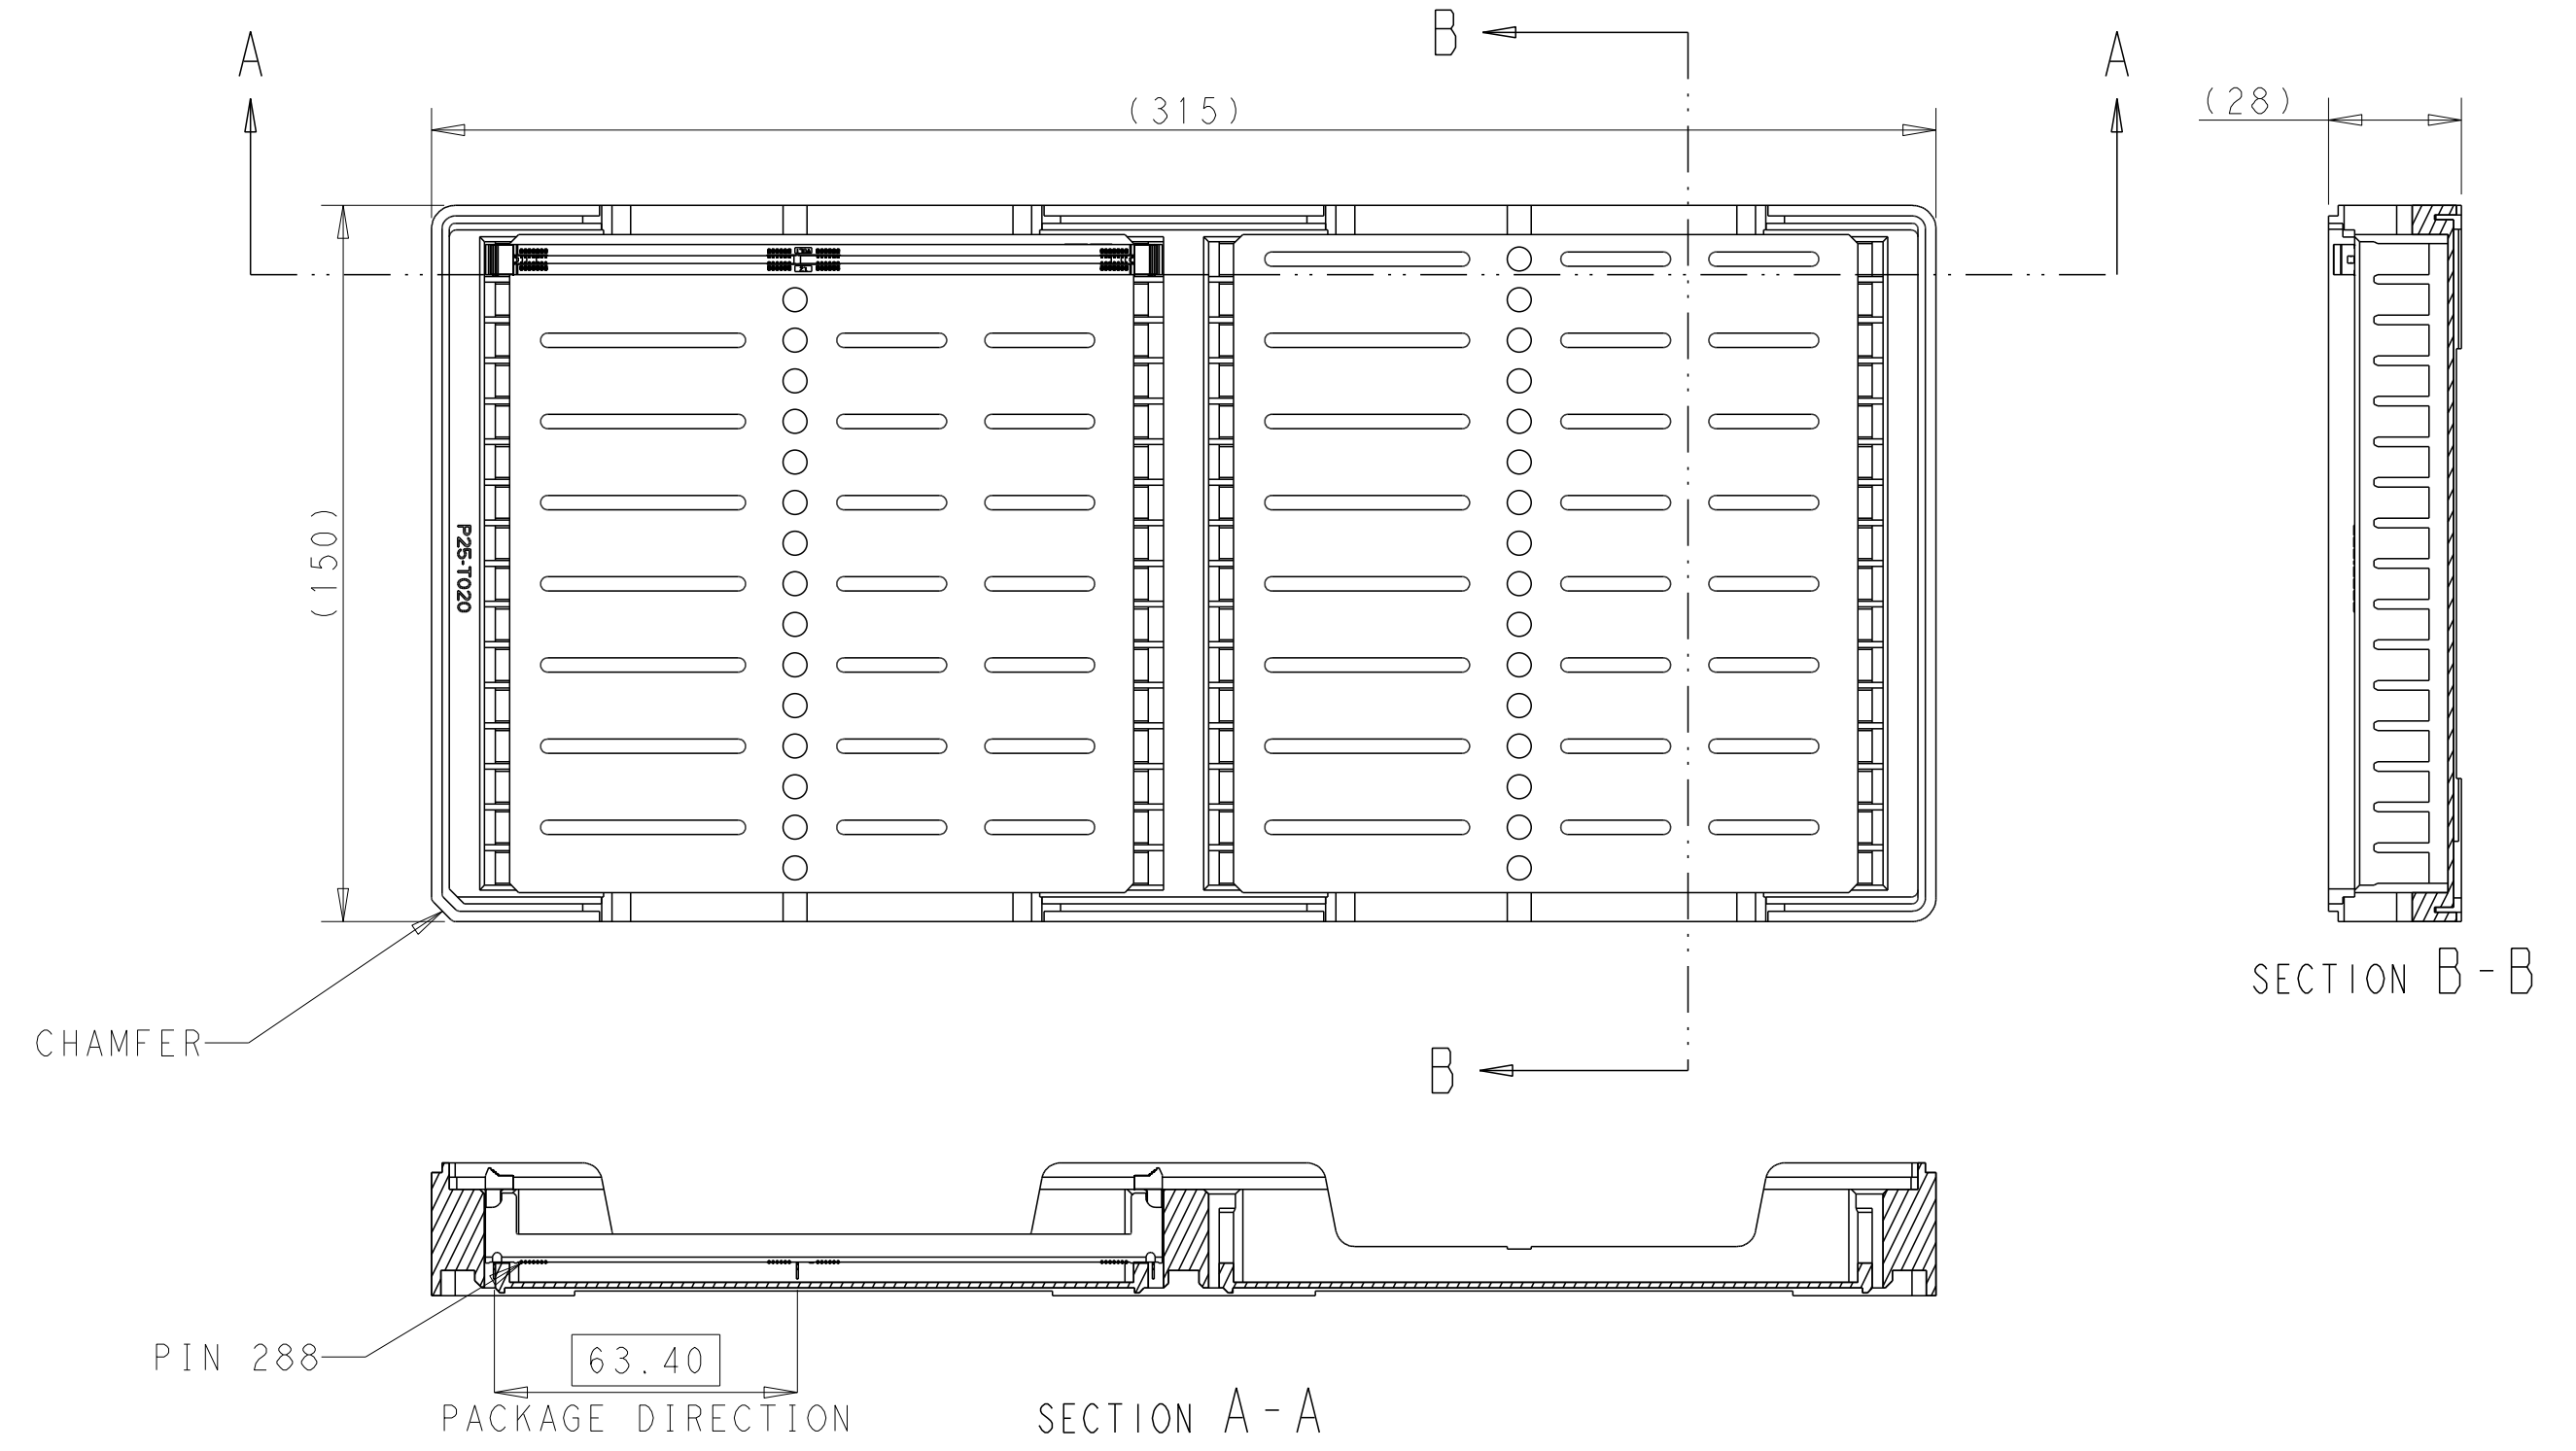 B
A
A
(315)
(28)
(150)
P25-T020
SECTION B-B
CHAMFER
B
PIN 288
63.40
PACKAGE DIRECTION
SECTION A-A